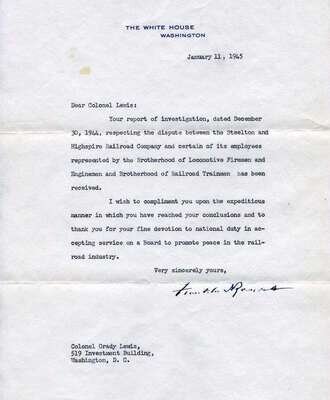 THE WHITE HOUSE
WASHINGTON
January 11, 1945
Dear Colonel Lewis:
Your report of investigation, dated December
30, 1944, respecting the dispute between the Steelton and
Highspire Railroad Company and certain of its employees
represented by the Brotherhood of Locomotive Firemen and
Enginemen and Brotherhood of Railroad Trainmen has been
received.
I wish to compliment you upon the expeditious
manner in which you have reached your conclusions and to
thank you for your fine devotion to national duty in ac-
cepting service on a Board to promote peace in the rail-
road industry.
Very sincerely yours,
Franklin D Roosevelt
Colonel Grady Lewis,
519 Investment Building,
Washington, D. C.